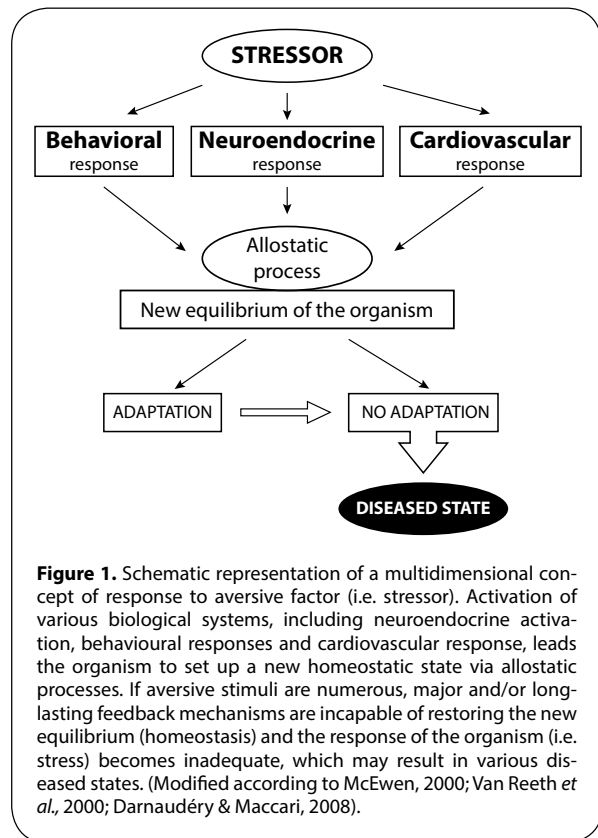 STRESSOR
Behavioral Neuroendocrine Cardiovascular
response response response
Allostatic
process
New equilibrium of the organism
ADAPTATION NO ADAPTATION
DISEASED STATE
Figure 1. Schematic representation of a multidimensional con-
cept of response to aversive factor (i.e. stressor). Activation of
various biological systems, including neuroendocrine activa-
tion, behavioural responses and cardiovascular response, leads
the organism to set up a new homeostatic state via allostatic
processes. If aversive stimuli are numerous, major and/or long-
lasting feedback mechanisms are incapable of restoring the new
equilibrium (homeostasis) and the response of the organism (i.e.
stress) becomes inadequate, which may result in various dis-
eased states. (Modified according to McEwen, 2000; Van Reeth et
al., 2000; Darnaudéry & Maccari, 2008).